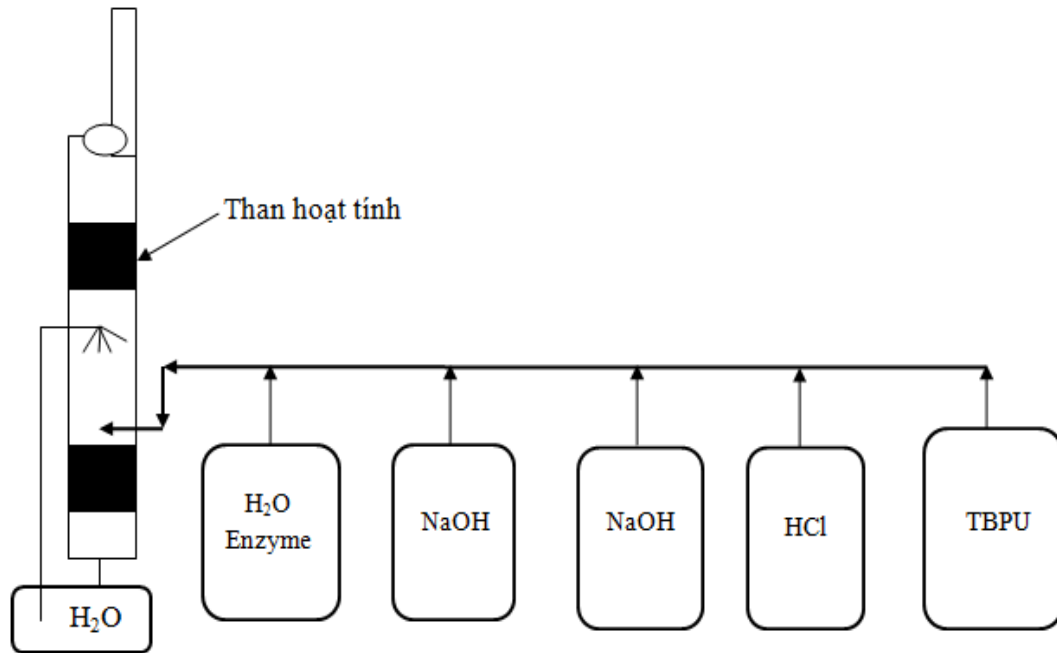 Than hoạt tính
H₂O
Enzyme
NaOH
NaOH
HCl
TBPU
H₂O